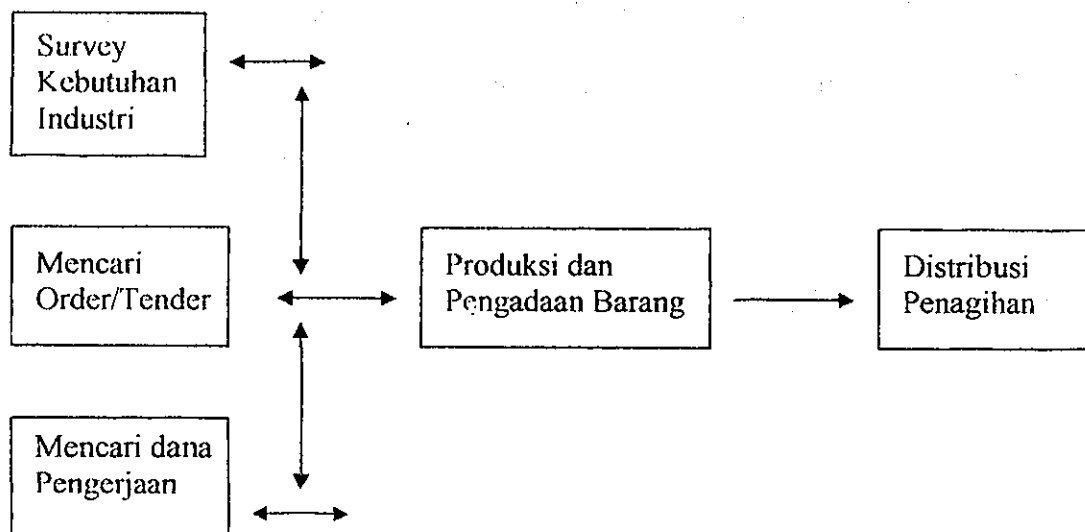 Survey
Kebutuhan
Industri
Mencari
Order/Tender
Mencari dana
Pengerjaan
Produksi dan
Pengadaan Barang
Distribusi
Penagihan